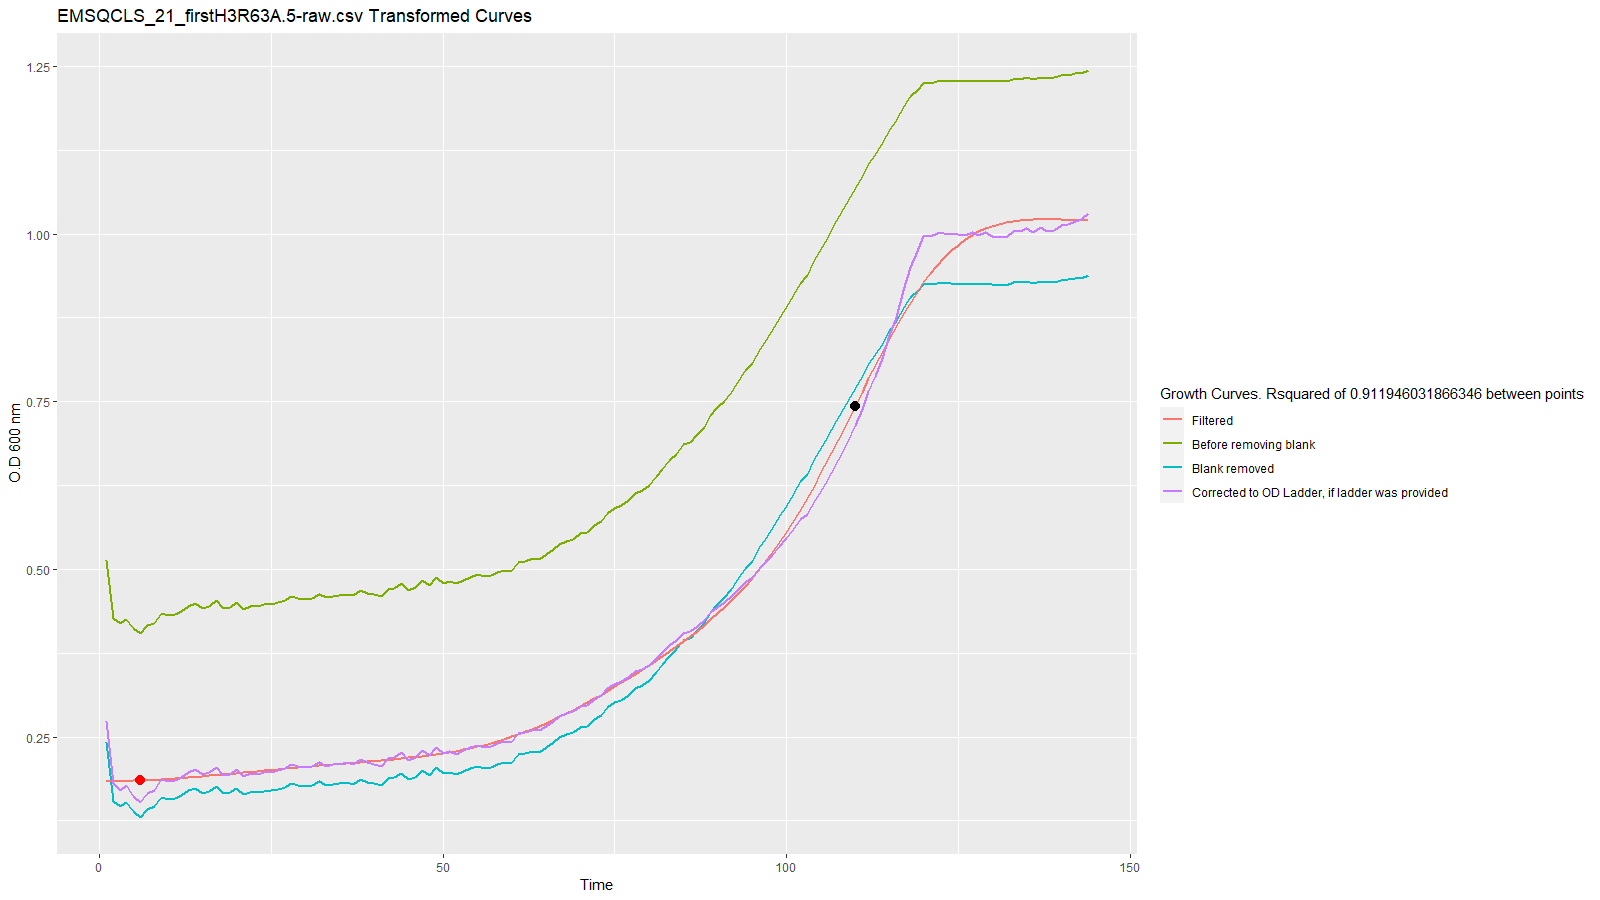 EMSQCLS_21_firstH3R63A.5-raw.csv Transformed Curves
1.25
1.00
0.75
0.50
0.25
O.D 600 nm
0
50
100
150
Time
Growth Curves. Rsquared of 0.911946031866346 between points
Filtered
Before removing blank
Blank removed
Corrected to OD Ladder, if ladder was provided